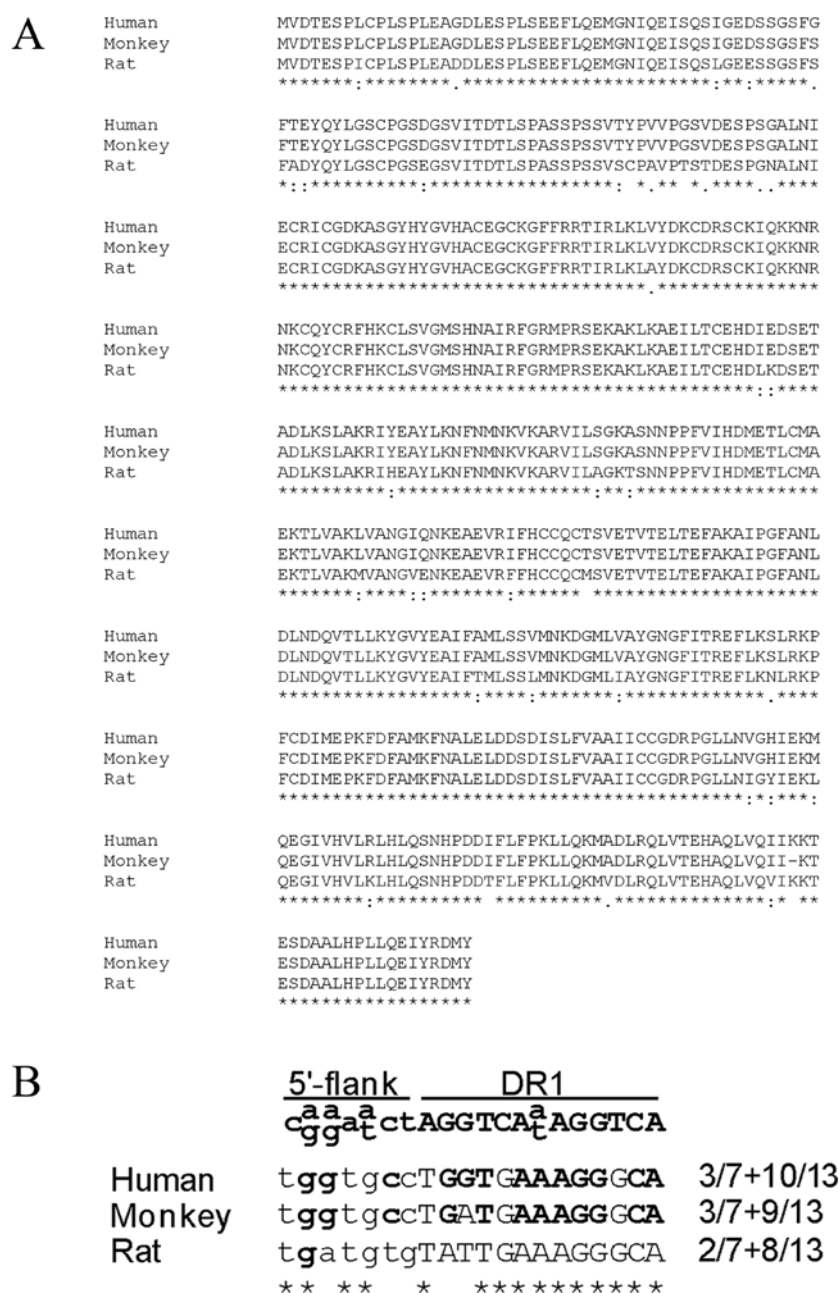 A
Human MVDTESPLCPLSPLEAGDLESPLSEEFLQEMGNIQEISQSIGEDSSGSFG
Monkey MVDTESPLCPLSPLEAGDLESPLSEEFLQEMGNIQEISQSIGEDSSGSFS
Rat MVDTESPICPLSPLEADDLESPLSEEFLQEMGNIQEISQSLGEESSGSFS
*******:********.***********************:**:*****.
Human FTEYQYLGSCPGSDGSVITDTLSPASSPSSVTYPVVPGSVDESPSGALNI
Monkey FTEYQYLGSCPGSDGSVITDTLSPASSPSSVTYPVVPGSVDESPSGALNI
Rat FADYQYLGSCPGSEGSVITDTLSPASSPSSVSCPAVPTSTDESPGNALNI
*::**********:*****************: *.** *.****..****
Human ECRICGDKASGYHYGVHACEGCKGFFRRTIRLKLVYDKCDRSCKIQKKNR
Monkey ECRICGDKASGYHYGVHACEGCKGFFRRTIRLKLVYDKCDRSCKIQKKNR
Rat ECRICGDKASGYHYGVHACEGCKGFFRRTIRLKLAYDKCDRSCKIQKKNR
**********************************.***************
Human NKCQYCRFHKCLSVGMSHNAIRFGRMPRSEKAKLKAEILTCEHDIEDSET
Monkey NKCQYCRFHKCLSVGMSHNAIRFGRMPRSEKAKLKAEILTCEHDIEDSET
Rat NKCQYCRFHKCLSVGMSHNAIRFGRMPRSEKAKLKAEILTCEHDLKDSET
********************************************::****
Human ADLKSLAKRIYEAYLKNFNMNKVKARVILSGKASNNPPFVIHDMETLCMA
Monkey ADLKSLAKRIYEAYLKNFNMNKVKARVILSGKASNNPPFVIHDMETLCMA
Rat ADLKSLAKRIHEAYLKNFNMNKVKARVILAGKTSNNPPFVIHDMETLCMA
**********:******************:**:*****************
Human EKTLVAKLVANGIQNKEAEVRIFHCCQCTSVETVTELTEFAKAIPGFANL
Monkey EKTLVAKLVANGIQNKEAEVRIFHCCQCTSVETVTELTEFAKAIPGFANL
Rat EKTLVAKMVANGVENKEAEVRFFHCCQCMSVETVTELTEFAKAIPGFANL
*******:****::*******:****** *********************
Human DLNDQVTLLKYGVYEAIFAMLSSVMNKDGMLVAYGNGFITREFLKSLRKP
Monkey DLNDQVTLLKYGVYEAIFAMLSSVMNKDGMLVAYGNGFITREFLKSLRKP
Rat DLNDQVTLLKYGVYEAIFTMLSSLMNKDGMLIAYGNGFITREFLKNLRKP
******************:****:*******:*************.****
Human FCDIMEPKFDFAMKFNALELDDSDISLFVAAIICCGDRPGLLNVGHIEKM
Monkey FCDIMEPKFDFAMKFNALELDDSDISLFVAAIICCGDRPGLLNVGHIEKM
Rat FCDIMEPKFDFAMKFNALELDDSDISLFVAAIICCGDRPGLLNIGYIEKL
*******************************************:*:***:
Human QEGIVHVLRLHLQSNHPDDIFLFPKLLQKMADLRQLVTEHAQLVQIIKKT
Monkey QEGIVHVLRLHLQSNHPDDIFLFPKLLQKMADLRQLVTEHAQLVQII-KT
Rat QEGIVHVLKLHLQSNHPDDTFLFPKLLQKMVDLRQLVTEHAQLVQVIKKT
********:********** **********.**************:* **
Human ESDAALHPLLQEIYRDMY
Monkey ESDAALHPLLQEIYRDMY
Rat ESDAALHPLLQEIYRDMY
******************
B
5'-flank DR1
a a a a
c a t ctAGGTCA AGGTCA
g g t t
Human tggtgccTGGTGAAAGGGCA 3/7+10/13
Monkey tggtgccTGATGAAAGGGCA 3/7+9/13
Rat tgatgtgTATTGAAAGGGCA 2/7+8/13
** ** * *********